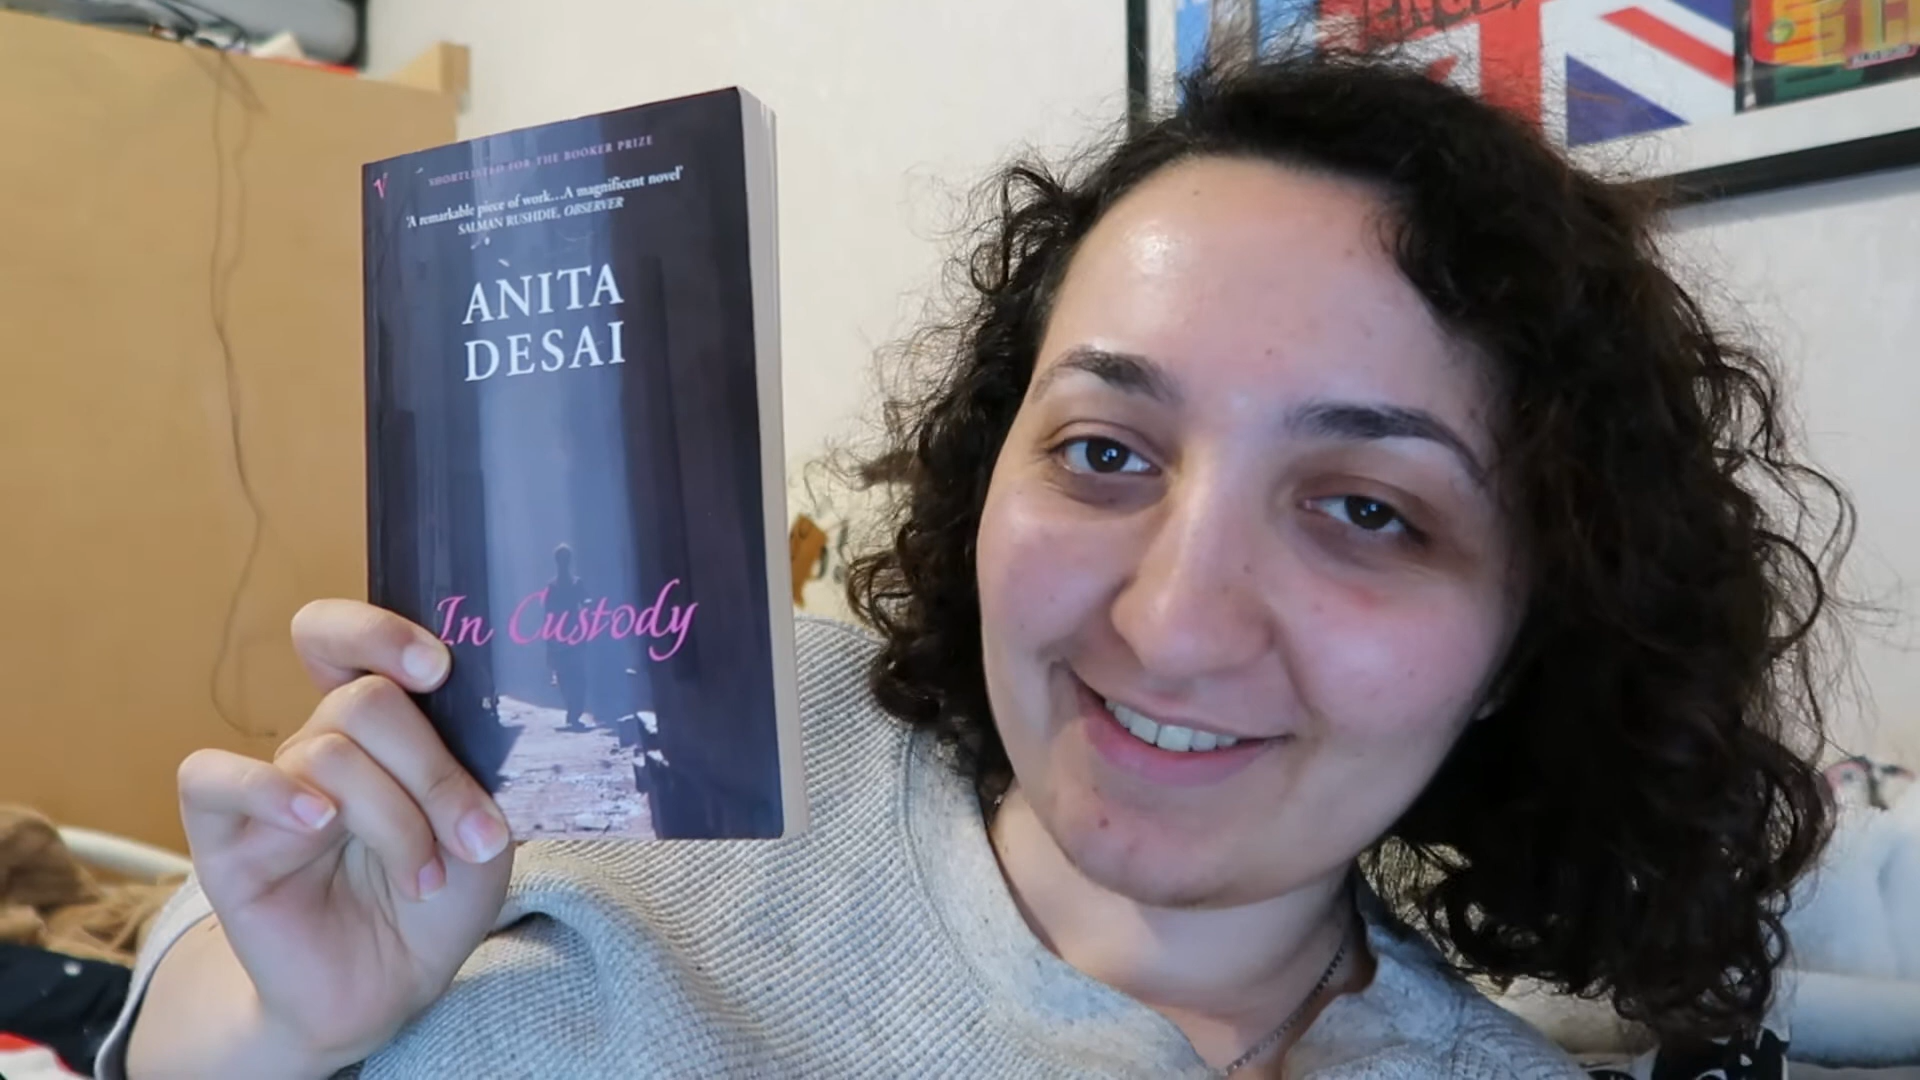 SHORTLISTED FOR THE BOOKER PRIZE
'A remarkable piece of work...A magnificent novel'
SALMAN RUSHDIE, OBSERVER
ANITA
DESAI
In Custody